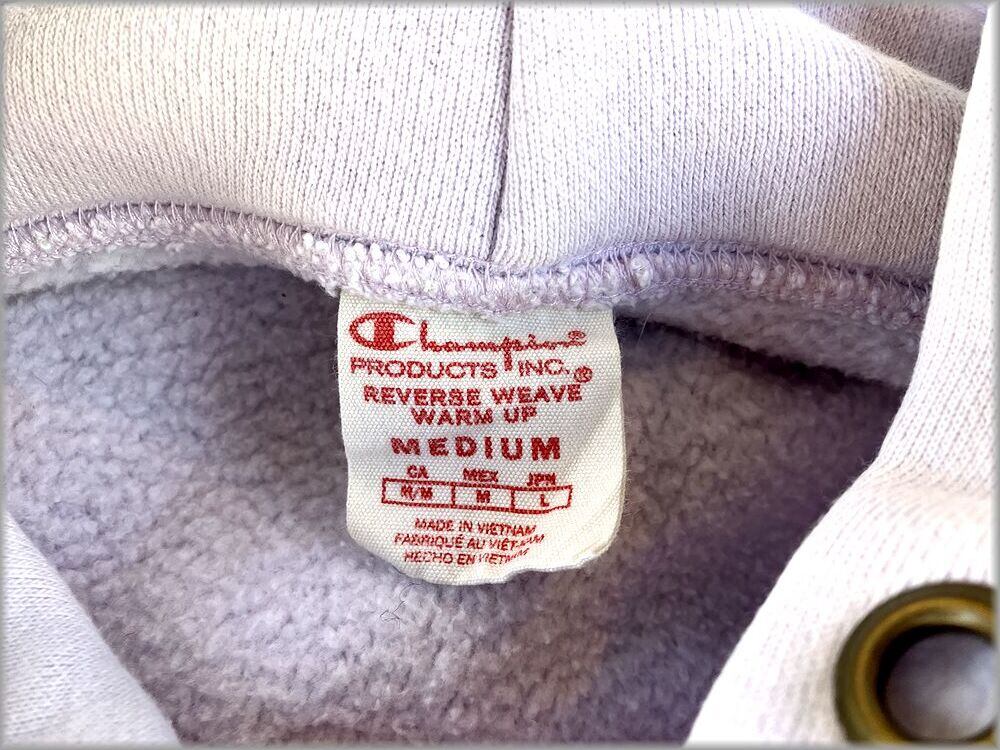 Champion®
PRODUCTS INC.
REVERSE WEAVE®
WARM UP
MEDIUM
CA MEX JPN
M/M M L
MADE IN VIETNAM
FABRIQUÉ AU VIETNAM
HECHO EN VIETNAM